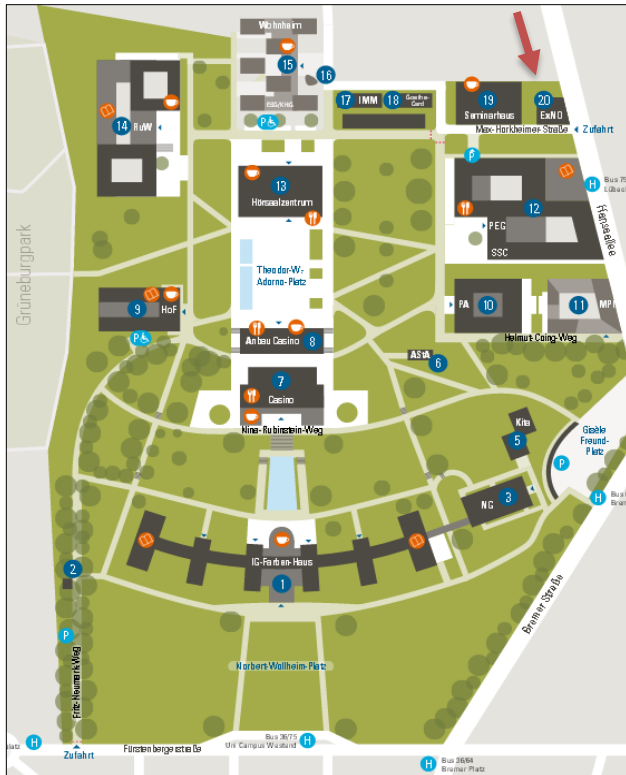 Wohnheim
15
16
ESG/KHG
P
17 IMM 18 Goethe-
Card
19
Seminarhaus
20
ExNO
Max-Horkheimer-Straße
Zufahrt
14 RuW
P
13
Hörsaalzentrum
12
H
Bus 75
PEG
SSC
Hansaallee
Grüneburgpark
Theodor-W.-
Adorno-Platz
9 HoF
P
PA 10
11
Helmut-Coing-Weg
Anbau Casino 8
AStA
6
7
Casino
Nina-Rubinstein-Weg
Kita
5
Gisèle
Freund-
Platz
P
3
NG
H
Bus
IG-Farben-Haus
1
2
P
Fritz-Neumark-Weg
Bremer Straße
Norbert-Wollheim-Platz
H
Zufahrt
Fürstenbergerstraße
Bus 36/75
Uni Campus Westend
H
H
Bus 36/64
Bremer Platz